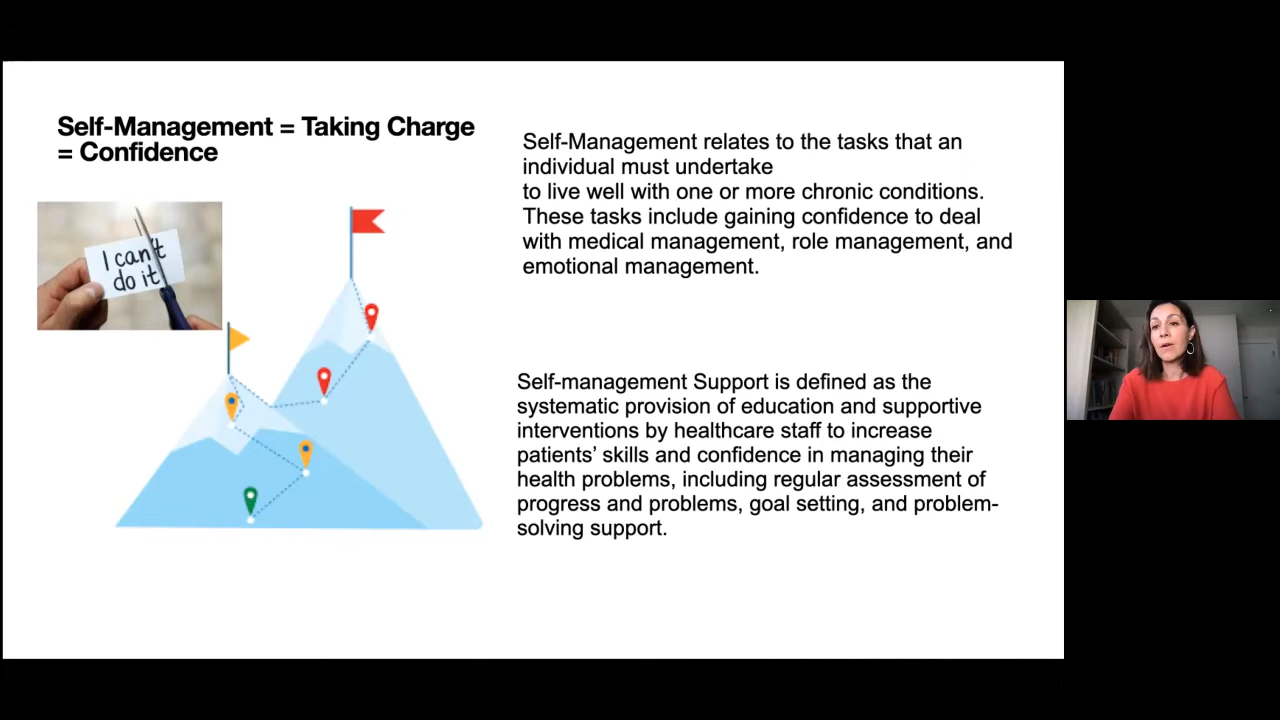 Self-Management = Taking Charge
= Confidence
I can't
do it
Self-Management relates to the tasks that an
individual must undertake
to live well with one or more chronic conditions.
These tasks include gaining confidence to deal
with medical management, role management, and
emotional management.
Self-management Support is defined as the
systematic provision of education and supportive
interventions by healthcare staff to increase
patients’ skills and confidence in managing their
health problems, including regular assessment of
progress and problems, goal setting, and problem-
solving support.